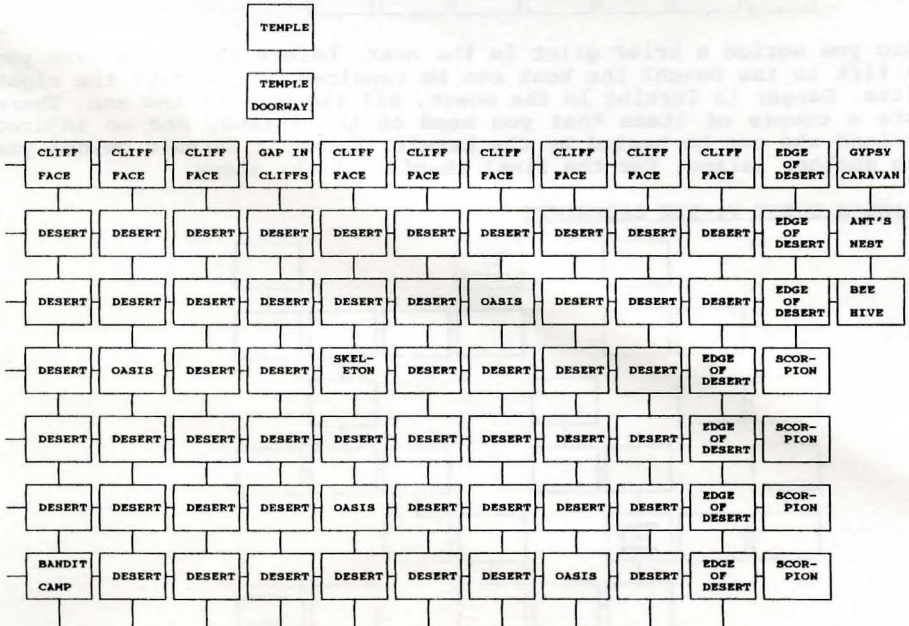 TEMPLE
TEMPLE
DOORWAY
CLIFF
FACE
CLIFF
FACE
CLIFF
FACE
GAP IN
CLIFFS
CLIFF
FACE
CLIFF
FACE
CLIFF
FACE
CLIFF
FACE
CLIFF
FACE
CLIFF
FACE
EDGE
OF
DESERT
GYPSY
CARAVAN
DESERT
DESERT
DESERT
DESERT
DESERT
DESERT
DESERT
DESERT
DESERT
DESERT
EDGE
OF
DESERT
ANT'S
NEST
DESERT
DESERT
DESERT
DESERT
DESERT
DESERT
OASIS
DESERT
DESERT
DESERT
EDGE
OF
DESERT
BEE
HIVE
DESERT
OASIS
DESERT
DESERT
SKEL-
ETON
DESERT
DESERT
DESERT
DESERT
EDGE
OF
DESERT
SCOR-
PION
DESERT
DESERT
DESERT
DESERT
DESERT
DESERT
DESERT
DESERT
DESERT
EDGE
OF
DESERT
SCOR-
PION
DESERT
DESERT
DESERT
DESERT
OASIS
DESERT
DESERT
DESERT
DESERT
EDGE
OF
DESERT
SCOR-
PION
BANDIT
CAMP
DESERT
DESERT
DESERT
DESERT
DESERT
DESERT
OASIS
DESERT
EDGE
OF
DESERT
SCOR-
PION